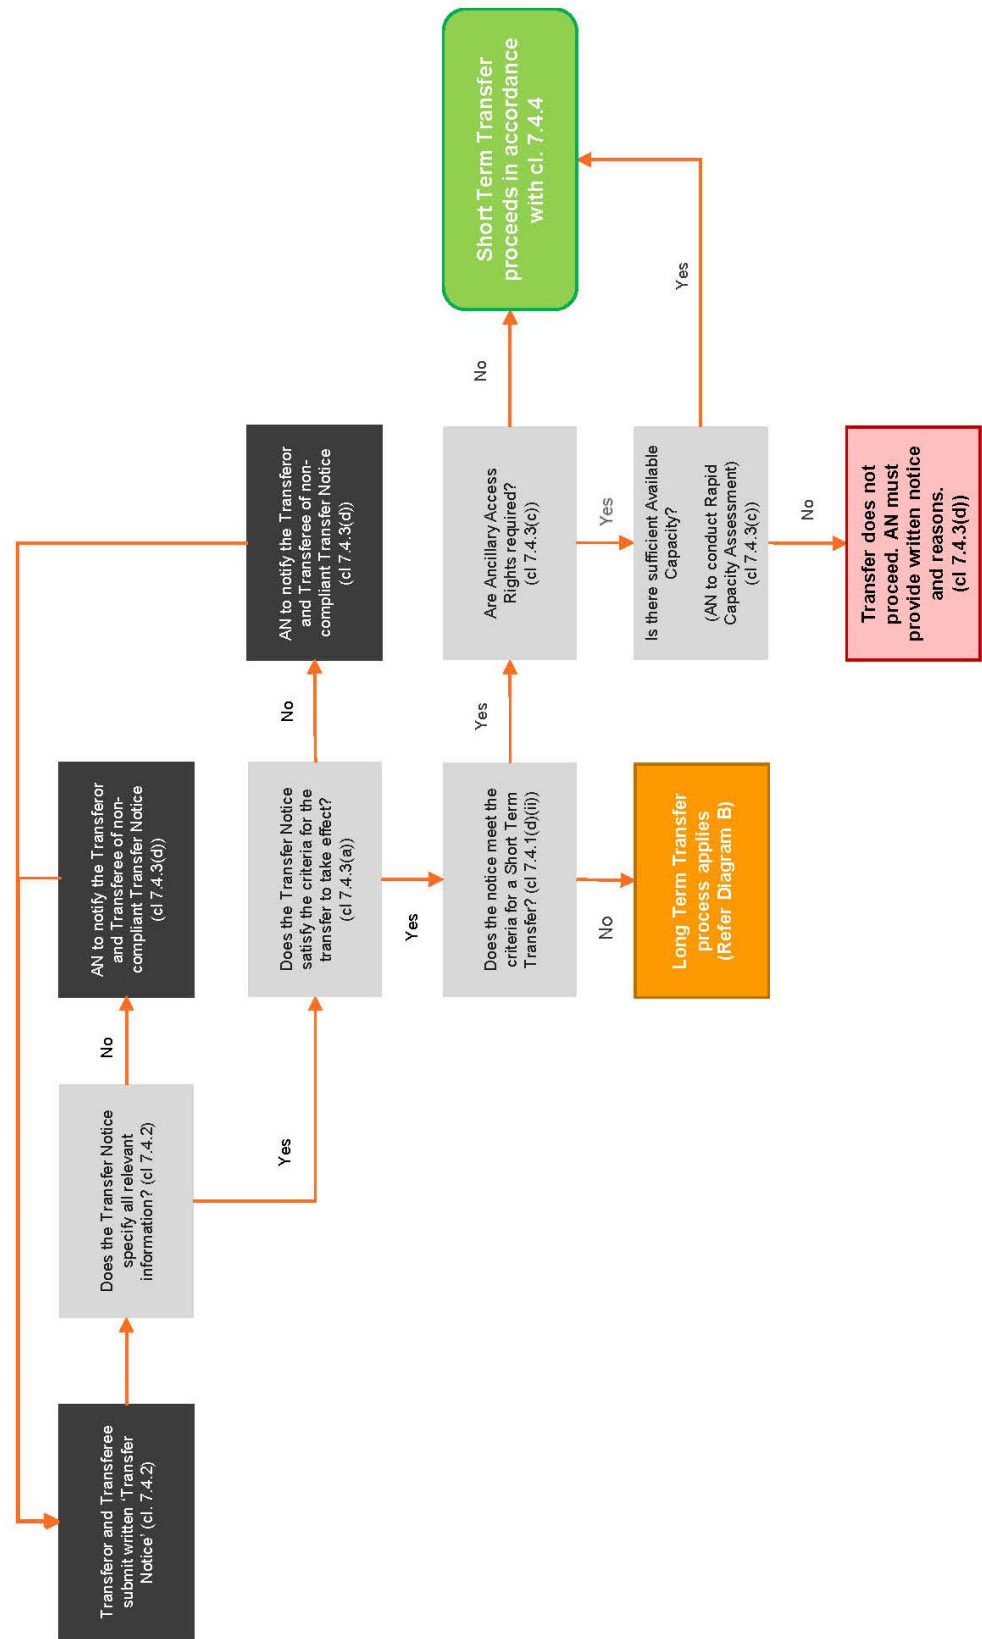 Transferor and Transferee
submit written ‘Transfer
Notice’ (cl. 7.4.2)
Does the Transfer Notice
specify all relevant
information? (cl 7.4.2)
No
AN to notify the Transferor
and Transferee of non-
compliant Transfer Notice
(cl 7.4.3(d))
Yes
Does the Transfer Notice
satisfy the criteria for the
transfer to take effect?
(cl 7.4.3(a))
No
AN to notify the Transferor
and Transferee of non-
compliant Transfer Notice
(cl 7.4.3(d))
Yes
Does the notice meet the
criteria for a Short Term
Transfer? (cl 7.4.1(d)(ii))
Yes
Are Ancillary Access
Rights required?
(cl 7.4.3(c))
No
Short Term Transfer
proceeds in accordance
with cl. 7.4.4
No
Long Term Transfer
process applies
(Refer Diagram B)
Yes
Is there sufficient Available
Capacity?
(AN to conduct Rapid
Capacity Assessment)
(cl 7.4.3(c))
Yes
No
Transfer does not
proceed. AN must
provide written notice
and reasons.
(cl 7.4.3(d))